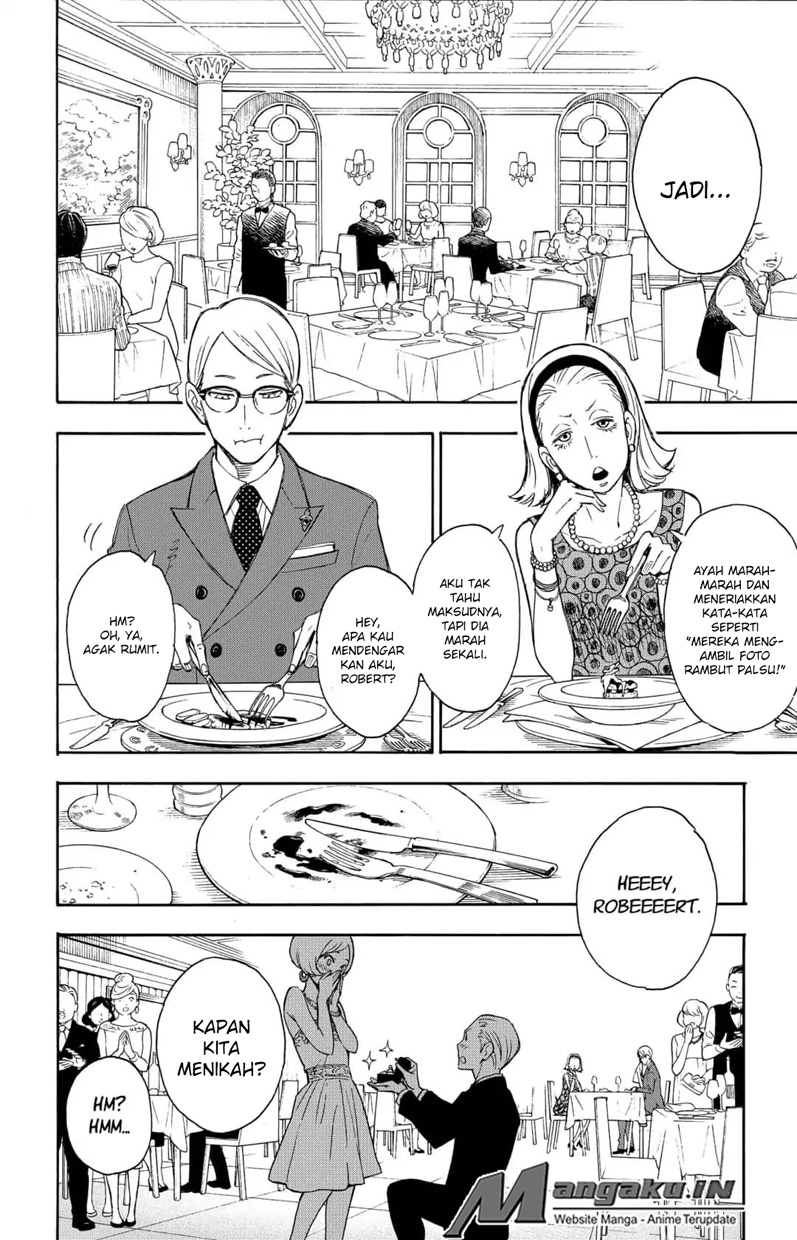 JADI...
AYAH MARAH-
MARAH DAN
MENERIAKKAN
KATA-KATA
SEPERTI
"MEREKA MENG-
AMBIL FOTO
RAMBUT PALSU!"
AKU TAK
TAHU
MAKSUDNYA,
TAPI DIA
MARAH
SEKALI.
HEY,
APA KAU
MENDENGAR
KAN AKU,
ROBERT?
HM?
OH, YA,
AGAK RUMIT.
HEEEY,
ROBEEEERT.
KAPAN
KITA
MENIKAH?
HM?
HMM...
Mangaku.IN
Website Manga - Anime Terupdate